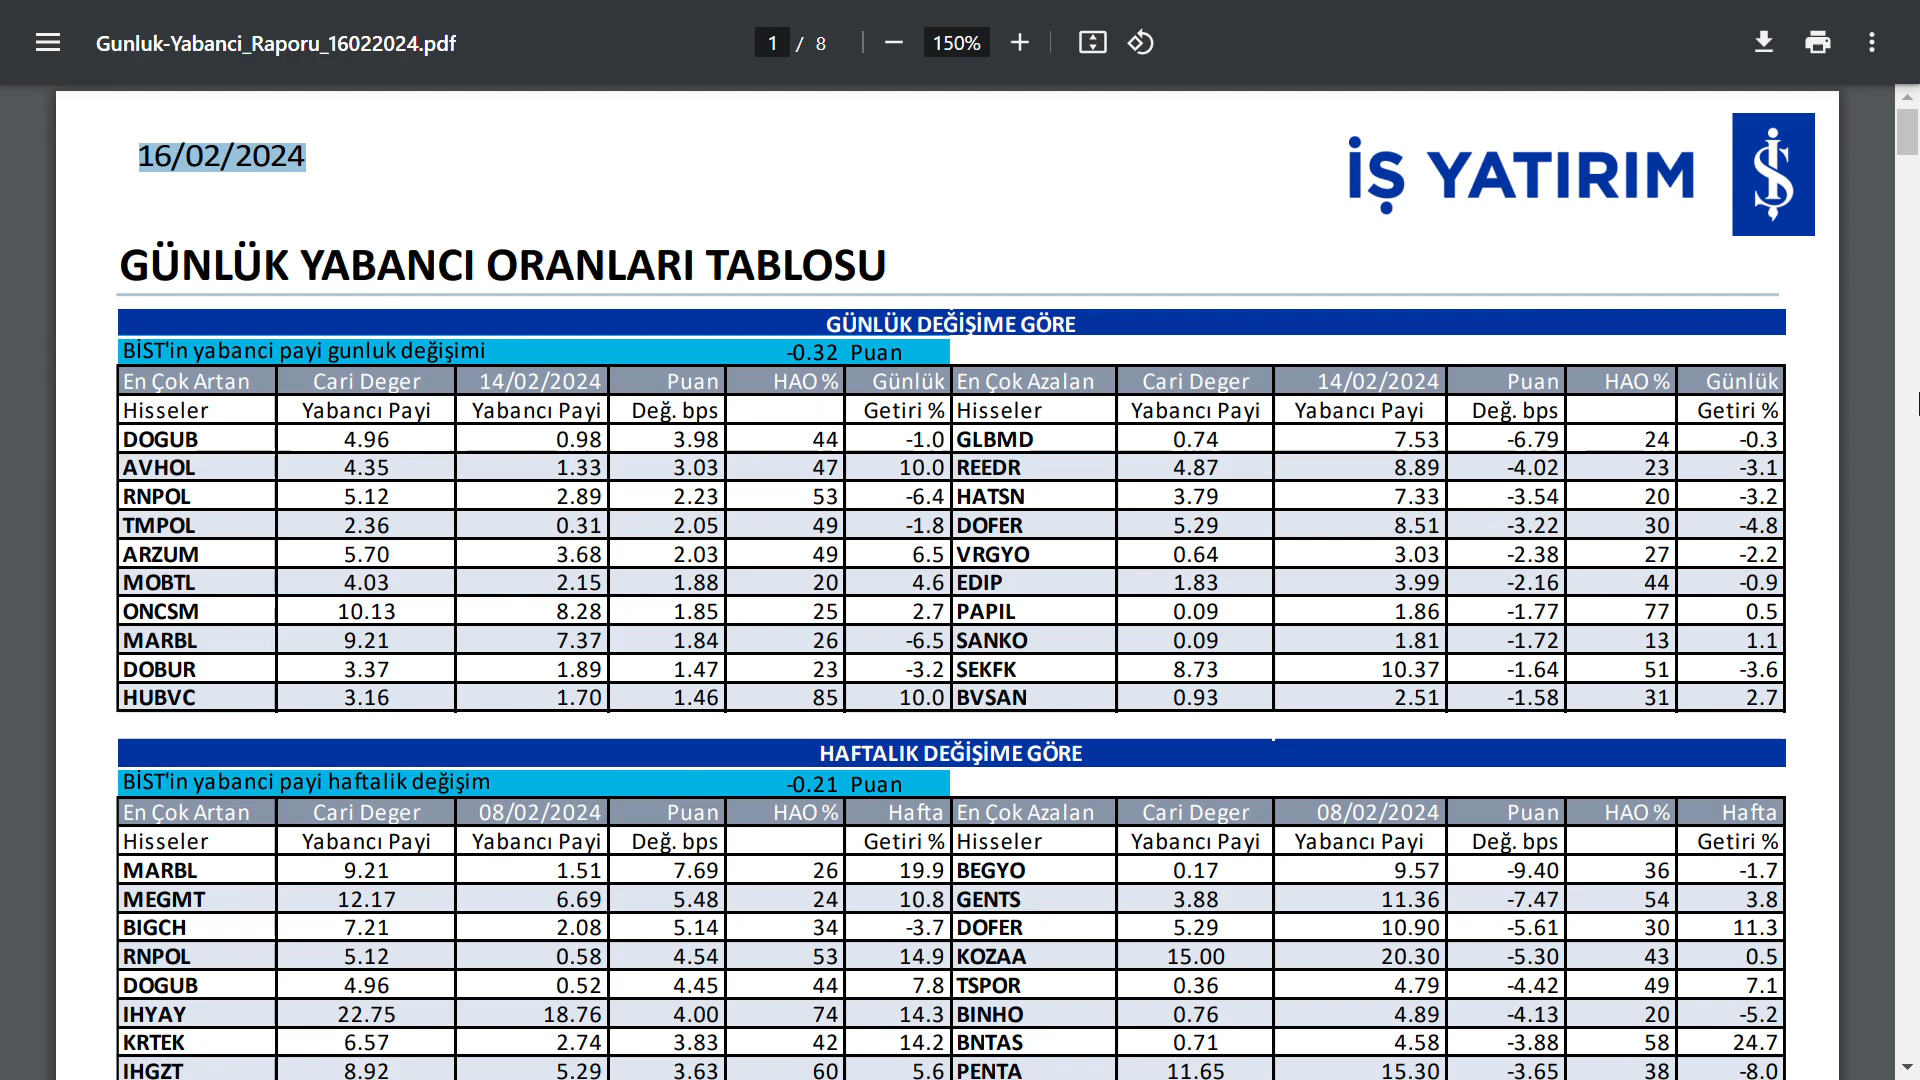 Gunluk-Yabanci_Raporu_16022024.pdf 1 / 8 150%
16/02/2024
İŞ YATIRIM
GÜNLÜK YABANCI ORANLARI TABLOSU
GÜNLÜK DEĞİŞİME GÖRE
BİST'in yabanci payi gunluk değişimi -0.32 Puan
En Çok Artan Cari Deger 14/02/2024 Puan HAO % Günlük En Çok Azalan Cari Deger 14/02/2024 Puan HAO % Günlük
Hisseler Yabancı Payi Yabancı Payi Değ. bps Getiri % Hisseler Yabancı Payi Yabancı Payi Değ. bps Getiri %
DOGUB 4.96 0.98 3.98 44 -1.0 GLBMD 0.74 7.53 -6.79 24 -0.3
AVHOL 4.35 1.33 3.03 47 10.0 REEDR 4.87 8.89 -4.02 23 -3.1
RNPOL 5.12 2.89 2.23 53 -6.4 HATSN 3.79 7.33 -3.54 20 -3.2
TMPOL 2.36 0.31 2.05 49 -1.8 DOFER 5.29 8.51 -3.22 30 -4.8
ARZUM 5.70 3.68 2.03 49 6.5 VRGYO 0.64 3.03 -2.38 27 -2.2
MOBTL 4.03 2.15 1.88 20 4.6 EDIP 1.83 3.99 -2.16 44 -0.9
ONCSM 10.13 8.28 1.85 25 2.7 PAPIL 0.09 1.86 -1.77 77 0.5
MARBL 9.21 7.37 1.84 26 -6.5 SANKO 0.09 1.81 -1.72 13 1.1
DOBUR 3.37 1.89 1.47 23 -3.2 SEKFK 8.73 10.37 -1.64 51 -3.6
HUBVC 3.16 1.70 1.46 85 10.0 BVSAN 0.93 2.51 -1.58 31 2.7
HAFTALIK DEĞİŞİME GÖRE
BİST'in yabanci payi haftalik değişim -0.21 Puan
En Çok Artan Cari Deger 08/02/2024 Puan HAO % Hafta En Çok Azalan Cari Deger 08/02/2024 Puan HAO % Hafta
Hisseler Yabancı Payi Yabancı Payi Değ. bps Getiri % Hisseler Yabancı Payi Yabancı Payi Değ. bps Getiri %
MARBL 9.21 1.51 7.69 26 19.9 BEGYO 0.17 9.57 -9.40 36 -1.7
MEGMT 12.17 6.69 5.48 24 10.8 GENTS 3.88 11.36 -7.47 54 3.8
BIGCH 7.21 2.08 5.14 34 -3.7 DOFER 5.29 10.90 -5.61 30 11.3
RNPOL 5.12 0.58 4.54 53 14.9 KOZAA 15.00 20.30 -5.30 43 0.5
DOGUB 4.96 0.52 4.45 44 7.8 TSPOR 0.36 4.79 -4.42 49 7.1
IHYAY 22.75 18.76 4.00 74 14.3 BINHO 0.76 4.89 -4.13 20 -5.2
KRTEK 6.57 2.74 3.83 42 14.2 BNTAS 0.71 4.58 -3.88 58 24.7
IHGZT 8.92 5.29 3.63 60 5.6 PENTA 11.65 15.30 -3.65 38 -8.0